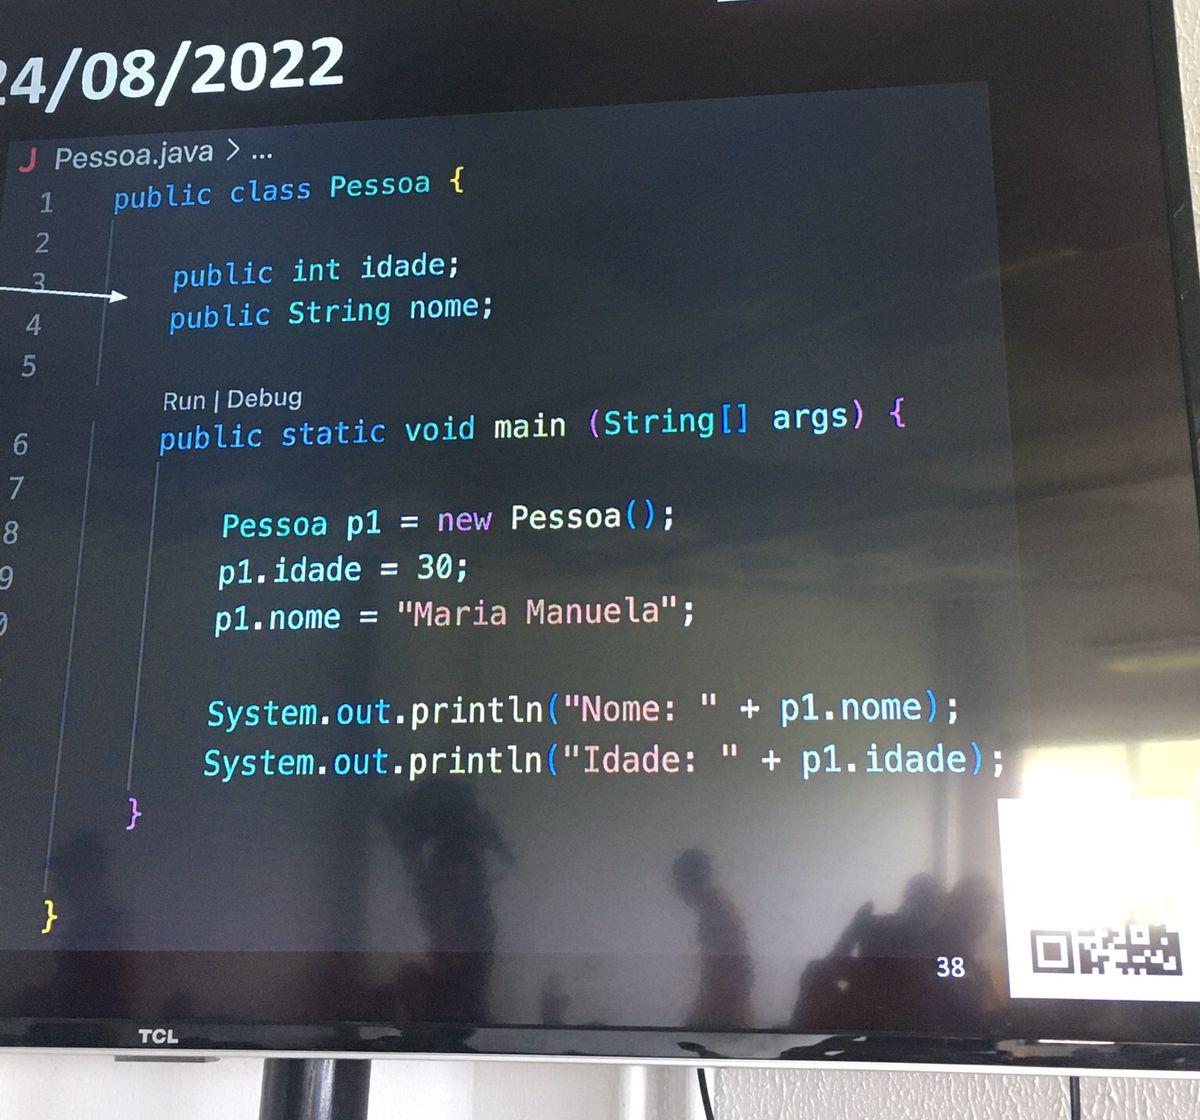 24/08/2022
J Pessoa.java > ...
1 public class Pessoa {
2
3 public int idade;
4 public String nome;
5
Run | Debug
6 public static void main (String[] args) {
7
8 Pessoa p1 = new Pessoa();
9 p1.idade = 30;
0 p1.nome = "Maria Manuela";
System.out.println("Nome: " + p1.nome);
System.out.println("Idade: " + p1.idade);
}
}
38
TCL